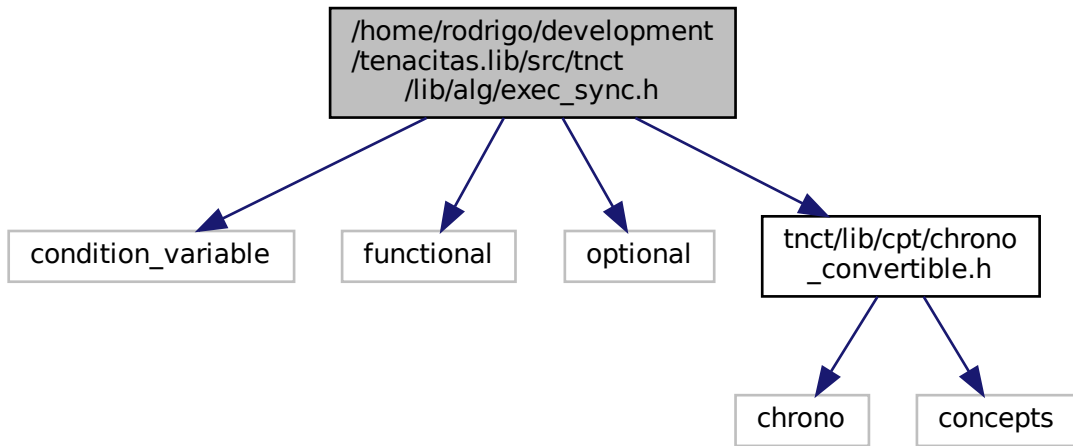 /home/rodrigo/development
/tenacitas.lib/src/tnct
/lib/alg/exec_sync.h
condition_variable
functional
optional
tnct/lib/cpt/chrono
_convertible.h
chrono
concepts